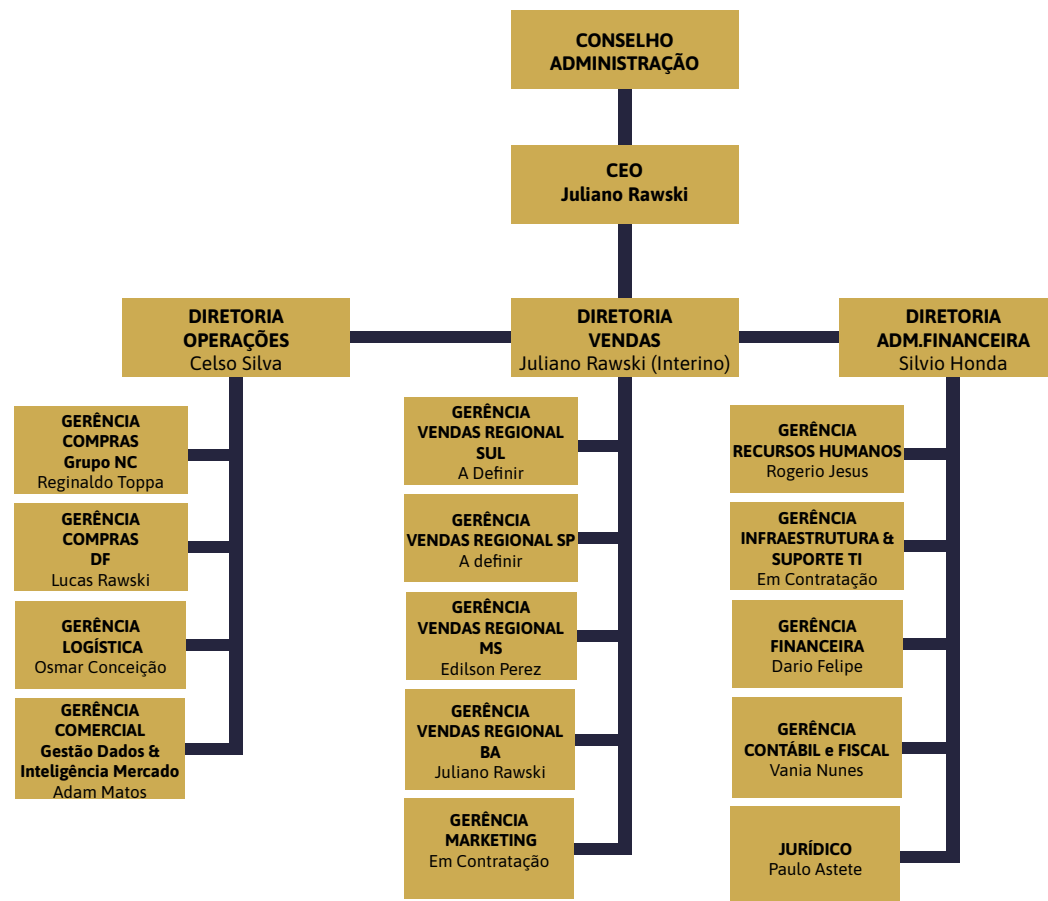 CONSELHO
ADMINISTRAÇÃO
CEO
Juliano Rawski
DIRETORIA
OPERAÇÕES
Celso Silva
DIRETORIA
VENDAS
Juliano Rawski (Interino)
DIRETORIA
ADM.FINANCEIRA
Silvio Honda
GERÊNCIA
COMPRAS
Grupo NC
Reginaldo Toppa
GERÊNCIA
COMPRAS
DF
Lucas Rawski
GERÊNCIA
LOGÍSTICA
Osmar Conceição
GERÊNCIA
COMERCIAL
Gestão Dados &
Inteligência Mercado
Adam Matos
GERÊNCIA
VENDAS REGIONAL
SUL
A Definir
GERÊNCIA
VENDAS REGIONAL SP
A definir
GERÊNCIA
VENDAS REGIONAL
MS
Edilson Perez
GERÊNCIA
VENDAS REGIONAL
BA
Juliano Rawski
GERÊNCIA
MARKETING
Em Contratação
GERÊNCIA
RECURSOS HUMANOS
Rogerio Jesus
GERÊNCIA
INFRAESTRUTURA &
SUPORTE TI
Em Contratação
GERÊNCIA
FINANCEIRA
Dario Felipe
GERÊNCIA
CONTÁBIL e FISCAL
Vania Nunes
JURÍDICO
Paulo Astete